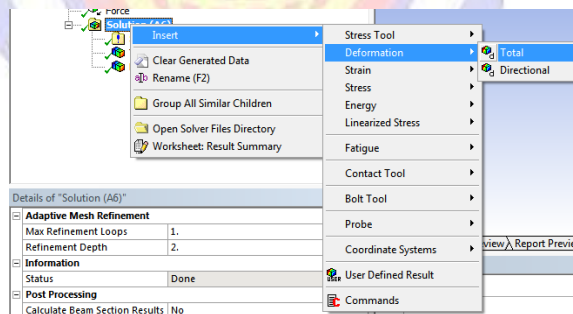 Force
Solution (A6)
Insert
Clear Generated Data
Rename (F2)
Group All Similar Children
Open Solver Files Directory
Worksheet: Result Summary
Stress Tool
Deformation
Strain
Stress
Energy
Linearized Stress
Fatigue
Contact Tool
Bolt Tool
Probe
Coordinate Systems
User Defined Result
Commands
Total
Directional
Details of "Solution (A6)"
Adaptive Mesh Refinement
Max Refinement Loops 1.
Refinement Depth 2.
Information
Status Done
Post Processing
Calculate Beam Section Results No
view Report Previe